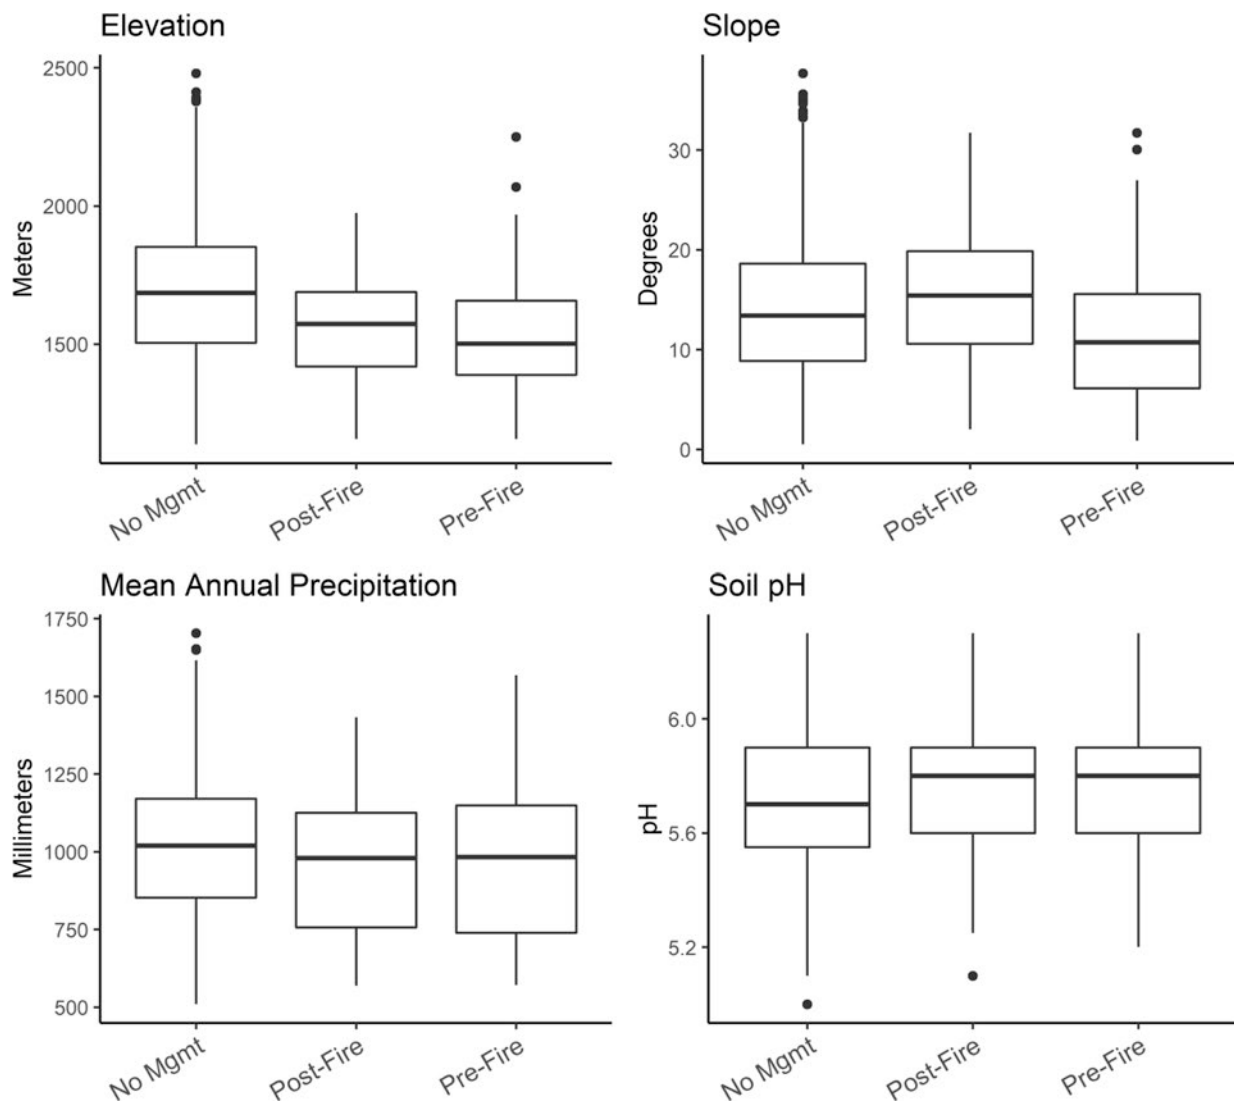 Elevation
Meters
2500
2000
1500
No Mgmt
Post-Fire
Pre-Fire
Slope
Degrees
30
20
10
0
No Mgmt
Post-Fire
Pre-Fire
Mean Annual Precipitation
Millimeters
1750
1500
1250
1000
750
500
No Mgmt
Post-Fire
Pre-Fire
Soil pH
pH
6.0
5.6
5.2
No Mgmt
Post-Fire
Pre-Fire